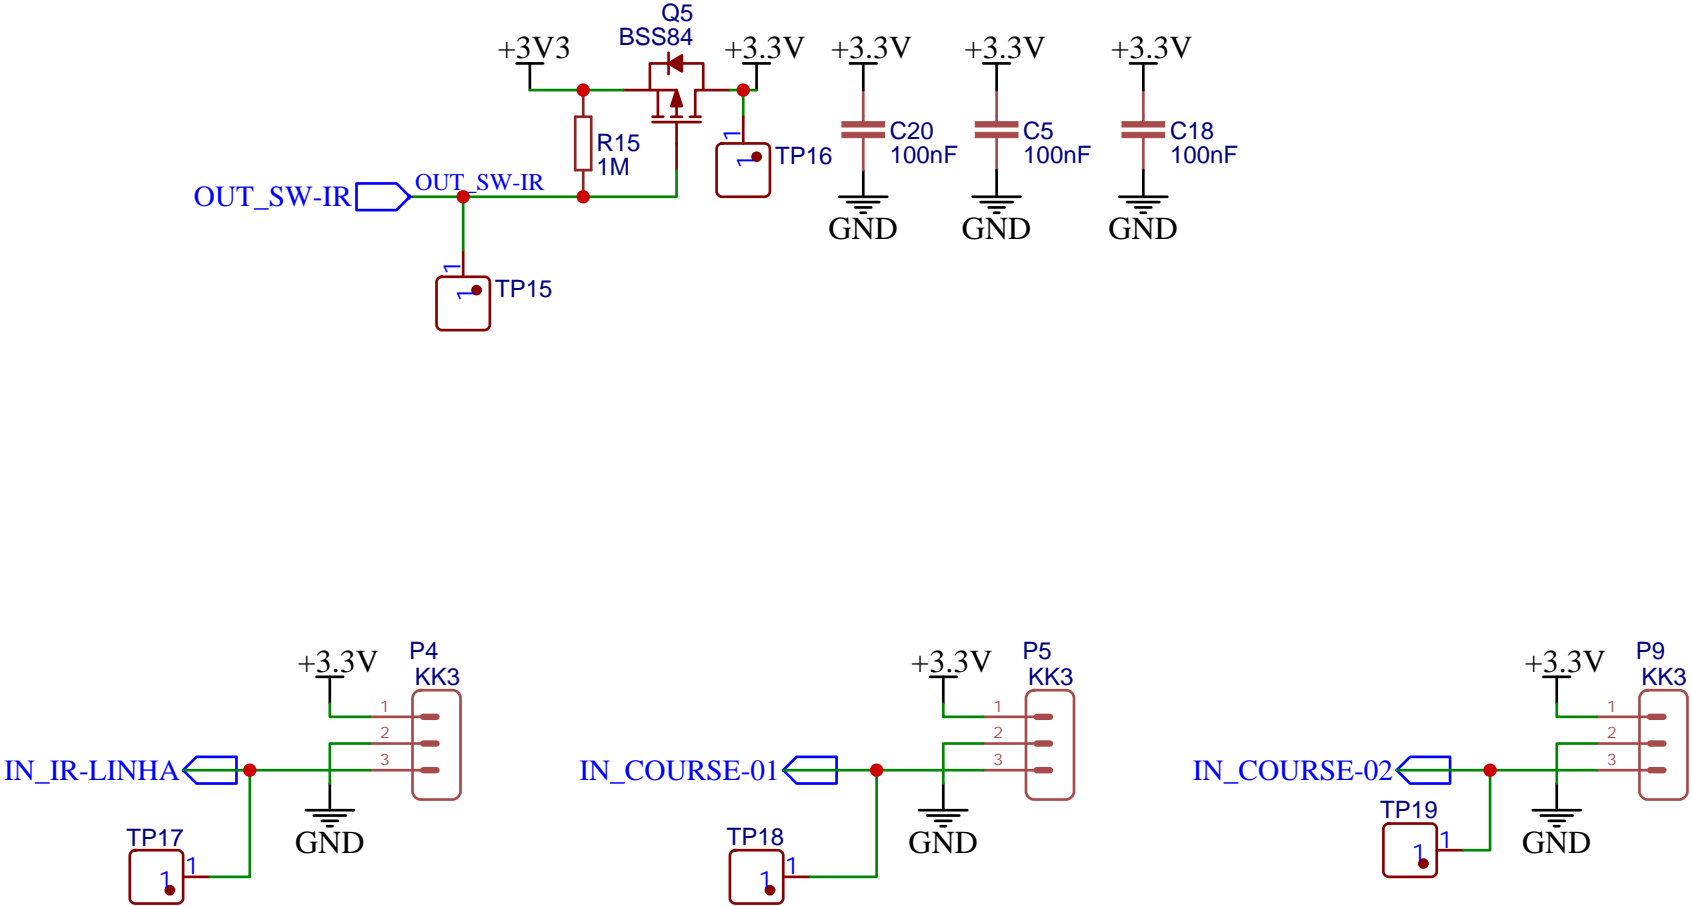 Q5
BSS84
+3V3
+3.3V
+3.3V
+3.3V
+3.3V
R15
1M
1
1
TP16
C20
100nF
C5
100nF
C18
100nF
OUT_SW-IR
OUT_SW-IR
GND
GND
GND
1
1
TP15
+3.3V
P4
KK3
1
2
3
IN_IR-LINHA
GND
TP17
1
1
+3.3V
P5
KK3
1
2
3
IN_COURSE-01
GND
TP18
1
1
+3.3V
P9
KK3
1
2
3
IN_COURSE-02
GND
TP19
1
1